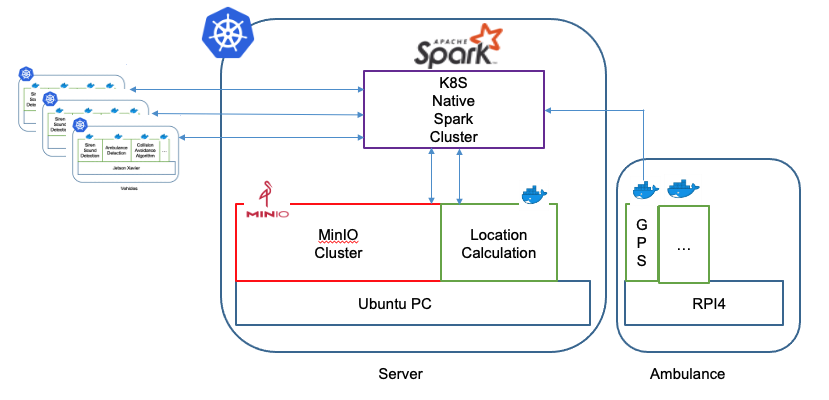 APACHE
Spark
K8S
Native
Spark
Cluster
Siren
Sound
Detection
Ambulance
Detection
Collision
Avoidance
Algorithm
...
Jetson Xavier
Vehicles
MINIO
MinIO
Cluster
Location
Calculation
Ubuntu PC
Server
G
P
S
...
RPI4
Ambulance